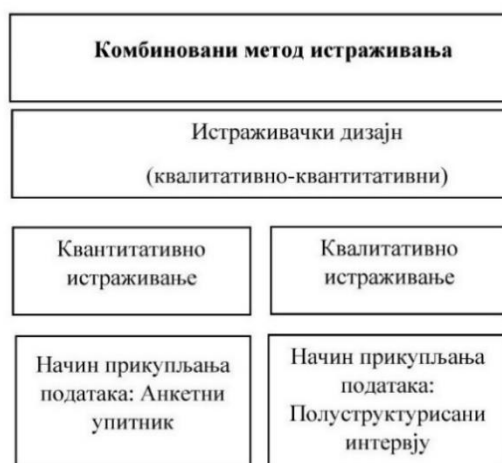 Комбиновани метод истраживања
Истраживачки дизајн
(квалитативно-квантитативни)
Квантитативно
истраживање
Квалитативно
истраживање
Начин прикупљања
података: Анкетни
упитник
Начин прикупљања
података:
Полуструктурисани
интервју